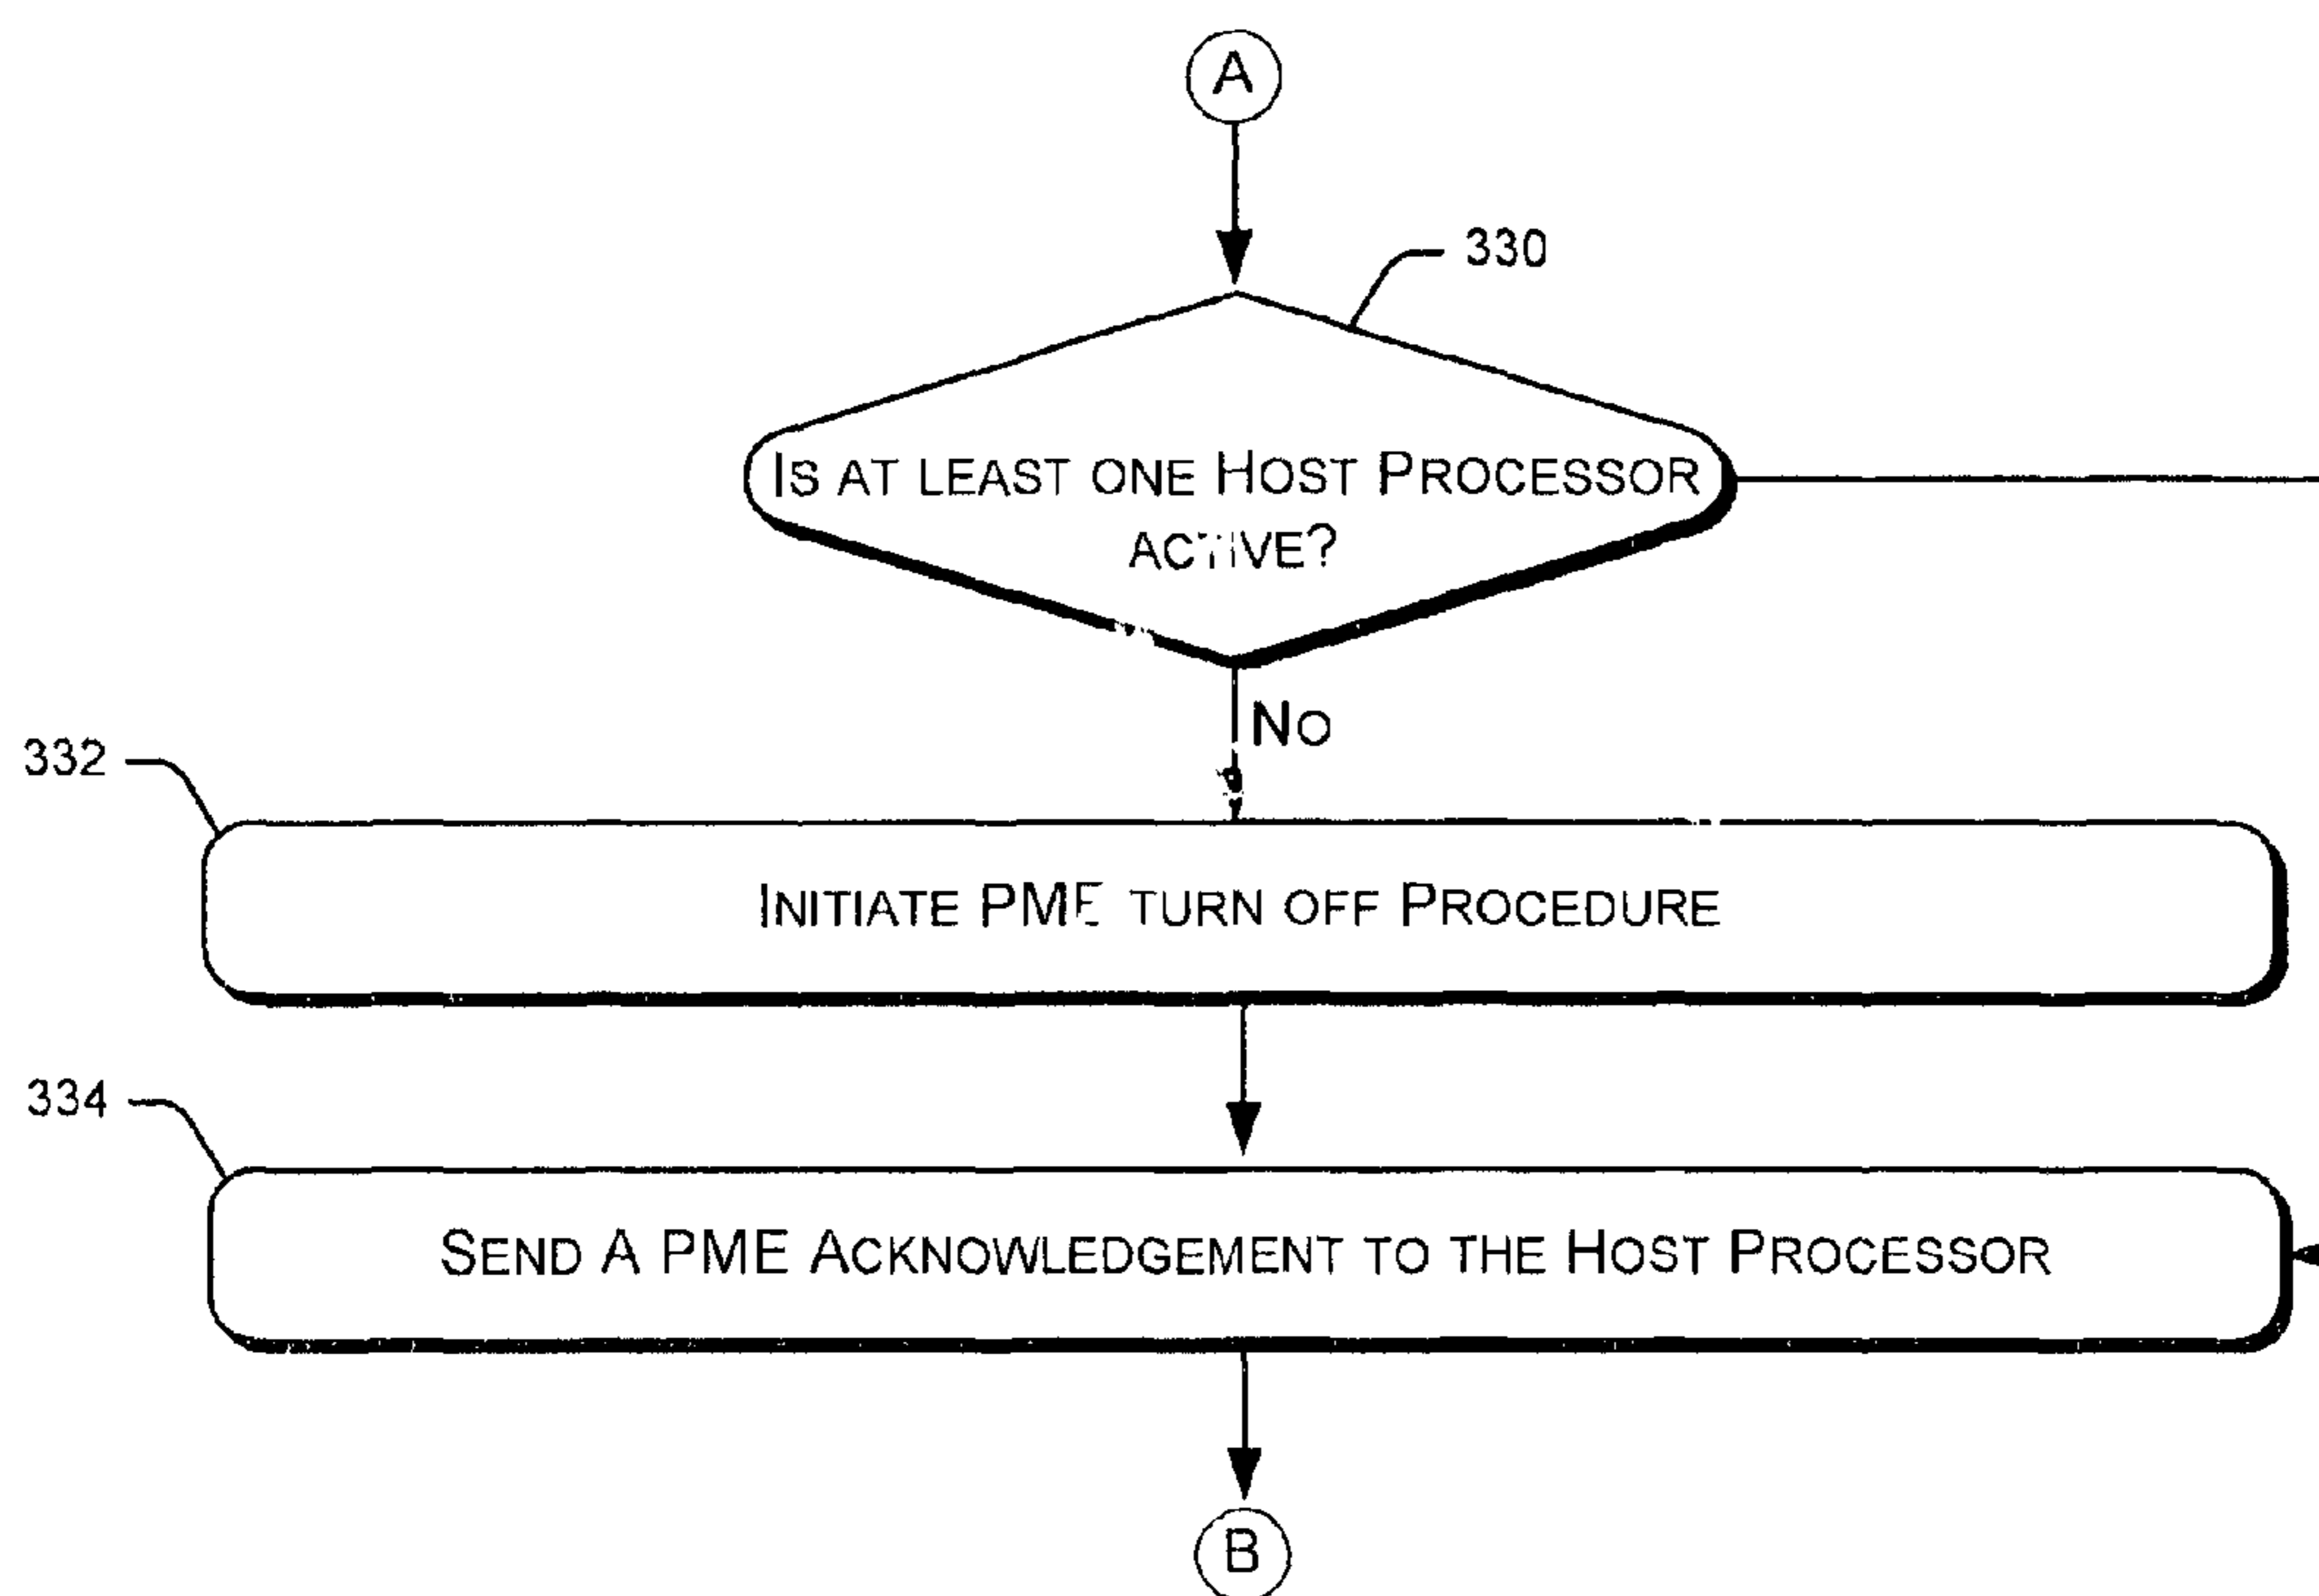 A
330
IS AT LEAST ONE HOST PROCESSOR
ACTIVE?
NO
332
INITIATE PME TURN OFF PROCEDURE
334
SEND A PME ACKNOWLEDGEMENT TO THE HOST PROCESSOR
B